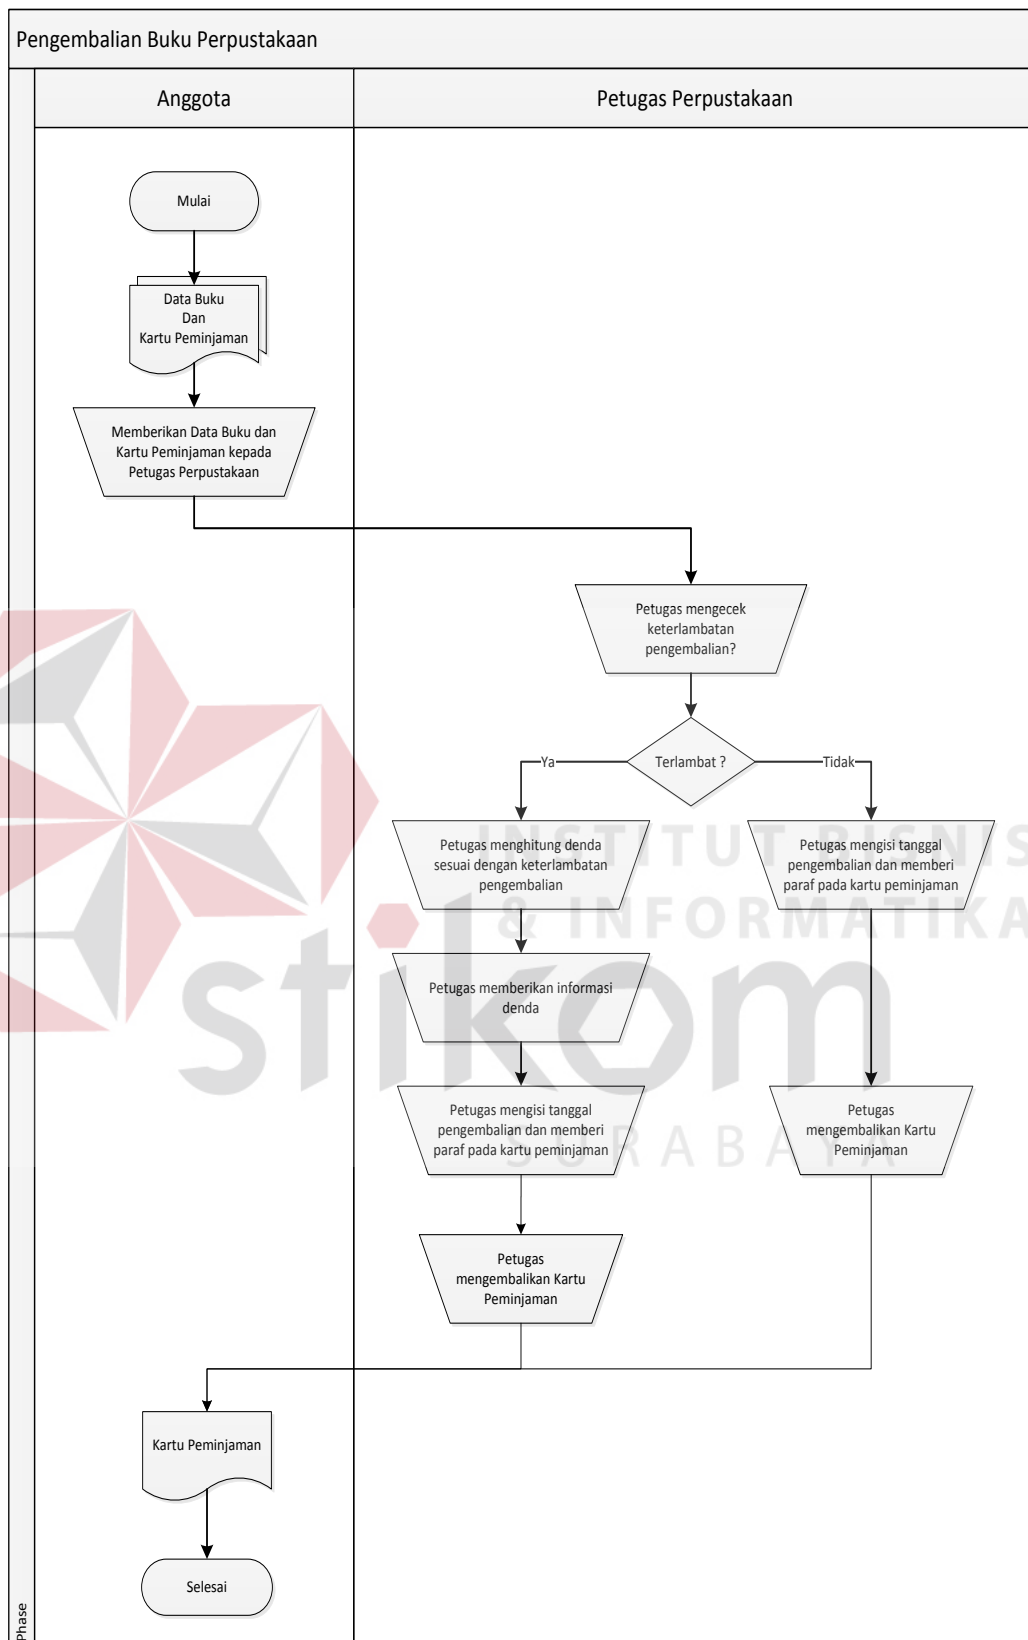 Pengembalian Buku Perpustakaan
Anggota
Petugas Perpustakaan
Mulai
Data Buku
Dan
Kartu Peminjaman
Memberikan Data Buku dan
Kartu Peminjaman kepada
Petugas Perpustakaan
Petugas mengecek
keterlambatan
pengembalian?
Terlambat ?
Ya
Tidak
Petugas menghitung denda
sesuai dengan keterlambatan
pengembalian
Petugas mengisi tanggal
pengembalian dan memberi
paraf pada kartu peminjaman
Petugas memberikan informasi
denda
Petugas mengisi tanggal
pengembalian dan memberi
paraf pada kartu peminjaman
Petugas
mengembalikan Kartu
Peminjaman
Petugas
mengembalikan Kartu
Peminjaman
Kartu Peminjaman
Selesai
Phase
INSTITUT BISNIS
& INFORMATIKA
stikom
SURABAYA